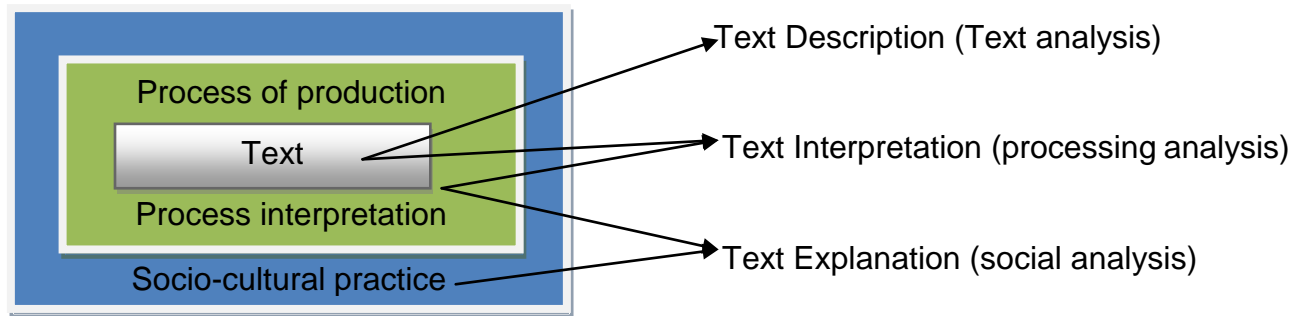 Process of production
Text
Process interpretation
Socio-cultural practice
Text Description (Text analysis)
Text Interpretation (processing analysis)
Text Explanation (social analysis)